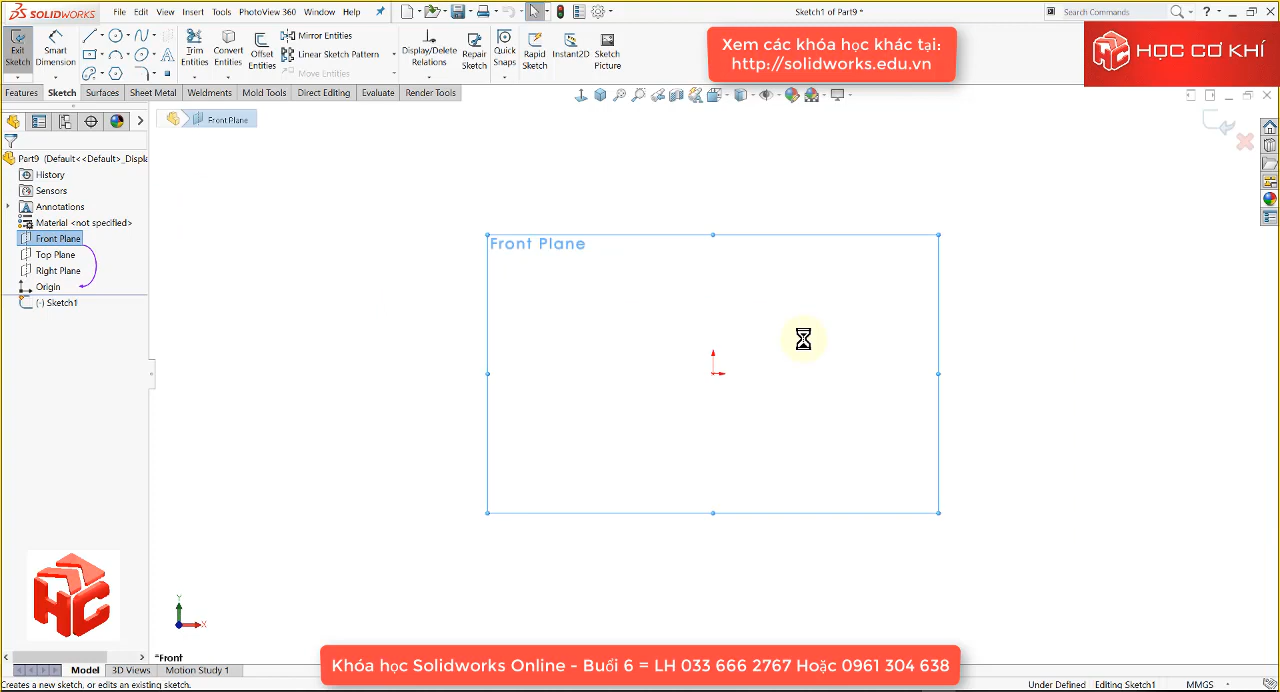 SOLIDWORKS
File Edit View Insert Tools PhotoView 360 Window Help
Sketch1 of Part9 *
Search Commands
?
Exit Sketch
Smart Dimension
Trim Entities
Convert Entities
Offset Entities
Mirror Entities
Linear Sketch Pattern
Move Entities
Display/Delete Relations
Repair Sketch
Quick Snaps
Rapid Sketch
Instant2D
Sketch Picture
Xem các khóa học khác tại:
http://solidworks.edu.vn
HỌC CƠ KHÍ
Features Sketch Surfaces Sheet Metal Weldments Mold Tools Direct Editing Evaluate Render Tools
Front Plane
Part9 (Default<<Default>_Displa
History
Sensors
Annotations
Material <not specified>
Front Plane
Top Plane
Right Plane
Origin
(-) Sketch1
Front Plane
HC
Y
X
*Front
Model 3D Views Motion Study 1
Khóa học Solidworks Online - Buổi 6 = LH 033 666 2767 Hoặc 0961 304 638
Creates a new sketch, or edits an existing sketch.
Under Defined Editing Sketch1 MMGS